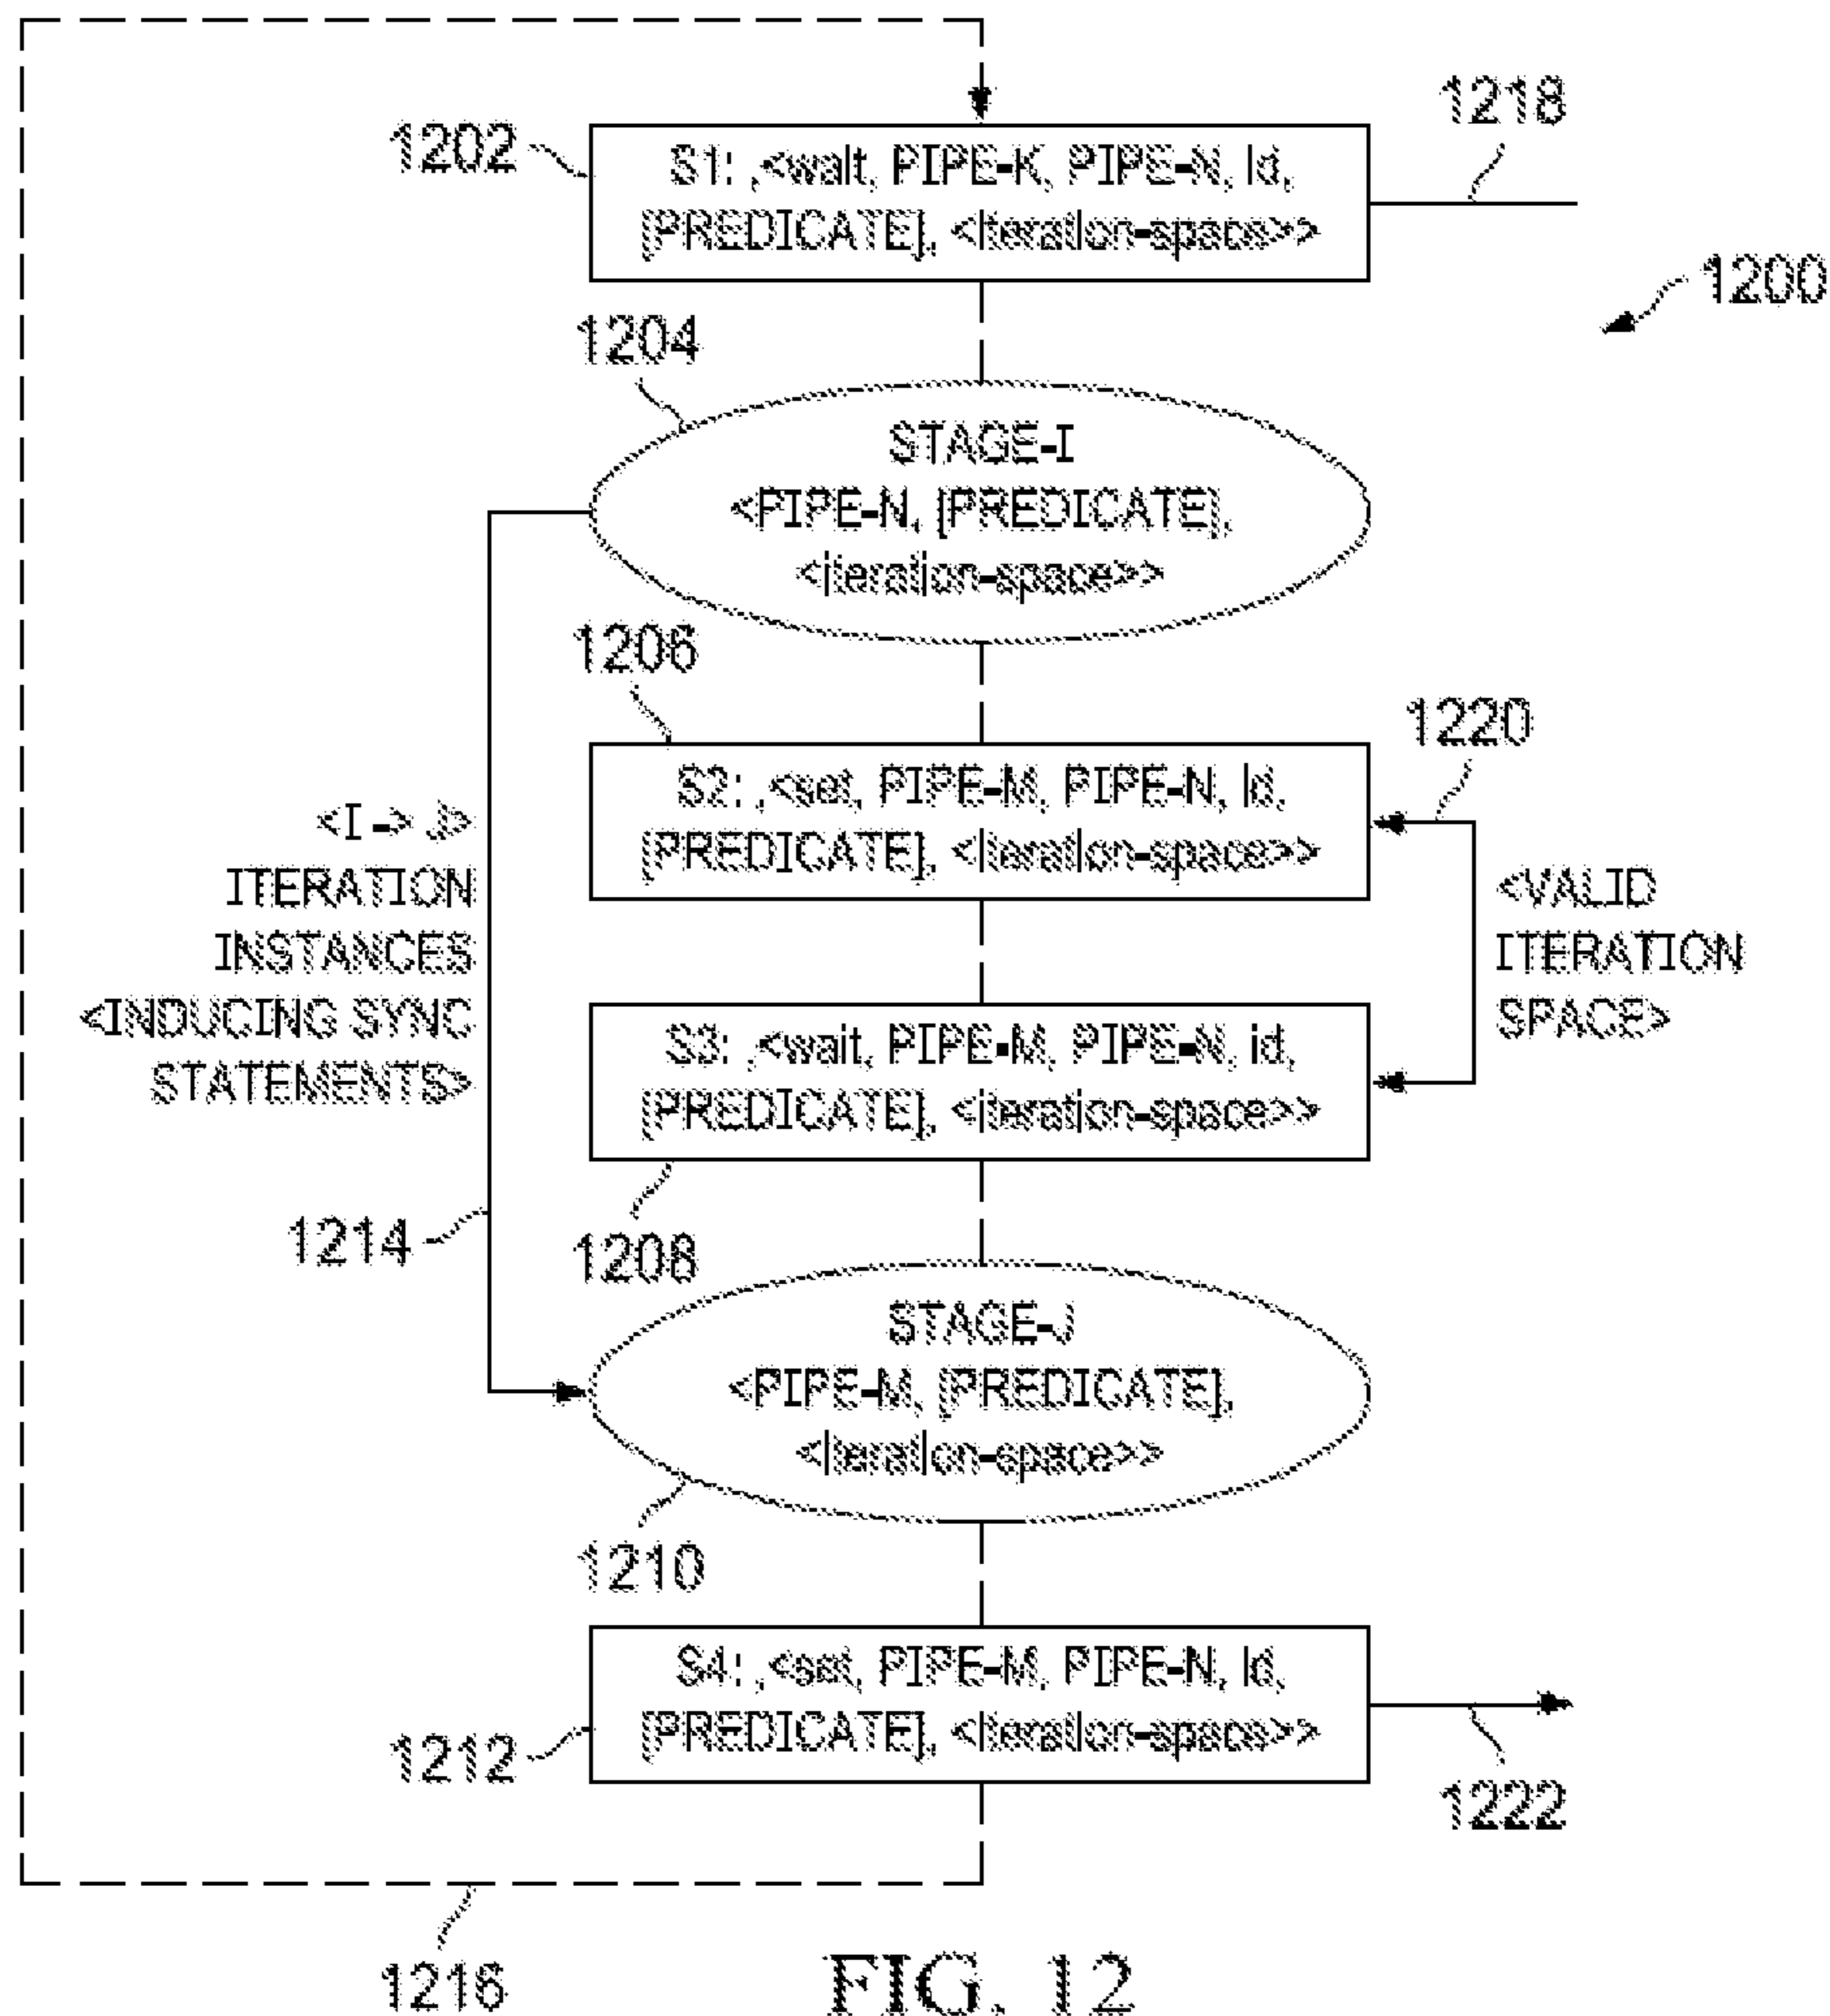 1218
1202
S1: ,<wait, PIPE-K, PIPE-N, id,
[PREDICATE], <iteration-space>>
1200
1204
STAGE-I
<PIPE-N, [PREDICATE],
<iteration-space>>
1206
1220
S2: ,<set, PIPE-M, PIPE-N, id,
[PREDICATE], <iteration-space>>
<I -> J>
ITERATION
INSTANCES
<INDUCING SYNC
STATEMENTS>
<VALID
ITERATION
SPACE>
S3: ,<wait, PIPE-M, PIPE-N, id,
[PREDICATE], <iteration-space>>
1214
1208
STAGE-J
<PIPE-M, [PREDICATE],
<iteration-space>>
1210
S4: ,<set, PIPE-M, PIPE-N, id,
[PREDICATE], <iteration-space>>
1212
1222
1216
FIG. 12